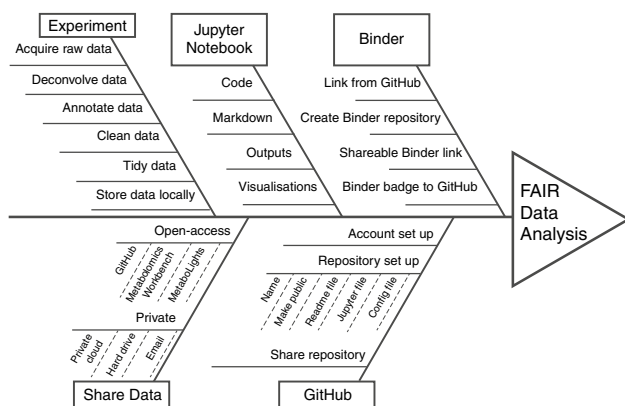 Experiment
Jupyter
Notebook
Binder
Acquire raw data
Deconvolve data
Annotate data
Clean data
Tidy data
Store data locally
Code
Markdown
Outputs
Visualisations
Link from GitHub
Create Binder repository
Shareable Binder link
Binder badge to GitHub
FAIR
Data
Analysis
Open-access
GitHub
Metabolomics
Workbench
MetaboLights
Private
Private
cloud
Hard drive
Email
Share Data
Account set up
Repository set up
Name
Make public
Readme file
Jupyter file
Config file
Share repository
GitHub